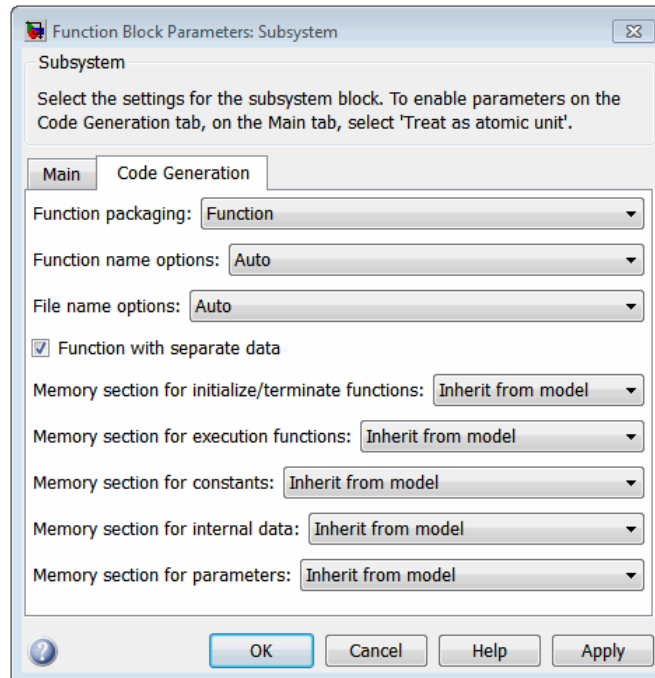 Function Block Parameters: Subsystem
Subsystem
Select the settings for the subsystem block. To enable parameters on the
Code Generation tab, on the Main tab, select 'Treat as atomic unit'.
Main Code Generation
Function packaging: Function
Function name options: Auto
File name options: Auto
Function with separate data
Memory section for initialize/terminate functions: Inherit from model
Memory section for execution functions: Inherit from model
Memory section for constants: Inherit from model
Memory section for internal data: Inherit from model
Memory section for parameters: Inherit from model
? OK Cancel Help Apply